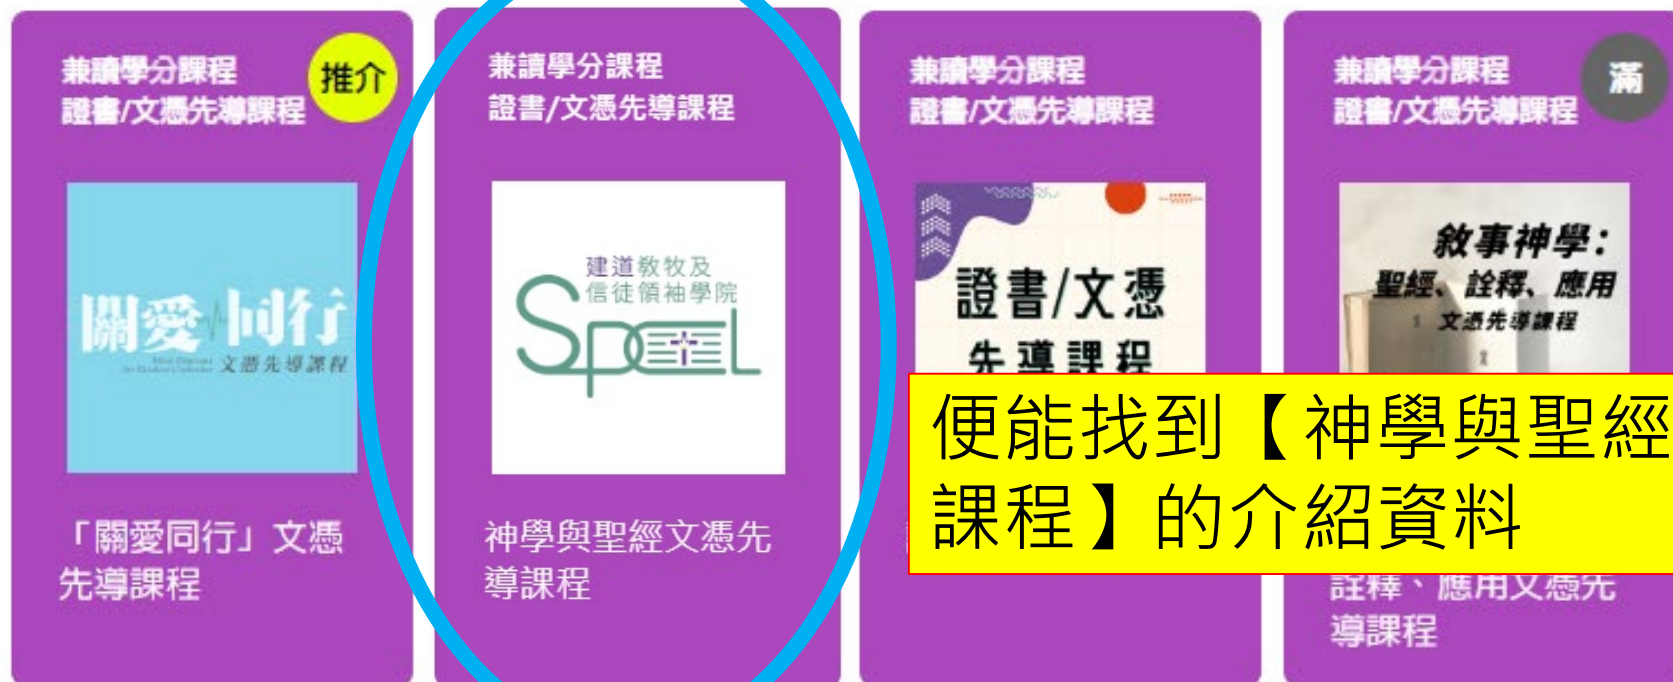 兼讀學分課程
證書/文憑先導課程
推介
關愛同行
文憑先導課程
「關愛同行」文憑
先導課程
兼讀學分課程
證書/文憑先導課程
建道教牧及
信徒領袖學院
SPEL
神學與聖經文憑先
導課程
兼讀學分課程
證書/文憑先導課程
證書/文憑
先導課程
兼讀學分課程
證書/文憑先導課程
滿
敘事神學：
聖經、詮釋、應用
文憑先導課程
詮釋、應用文憑先
導課程
便能找到【神學與聖經
課程】的介紹資料